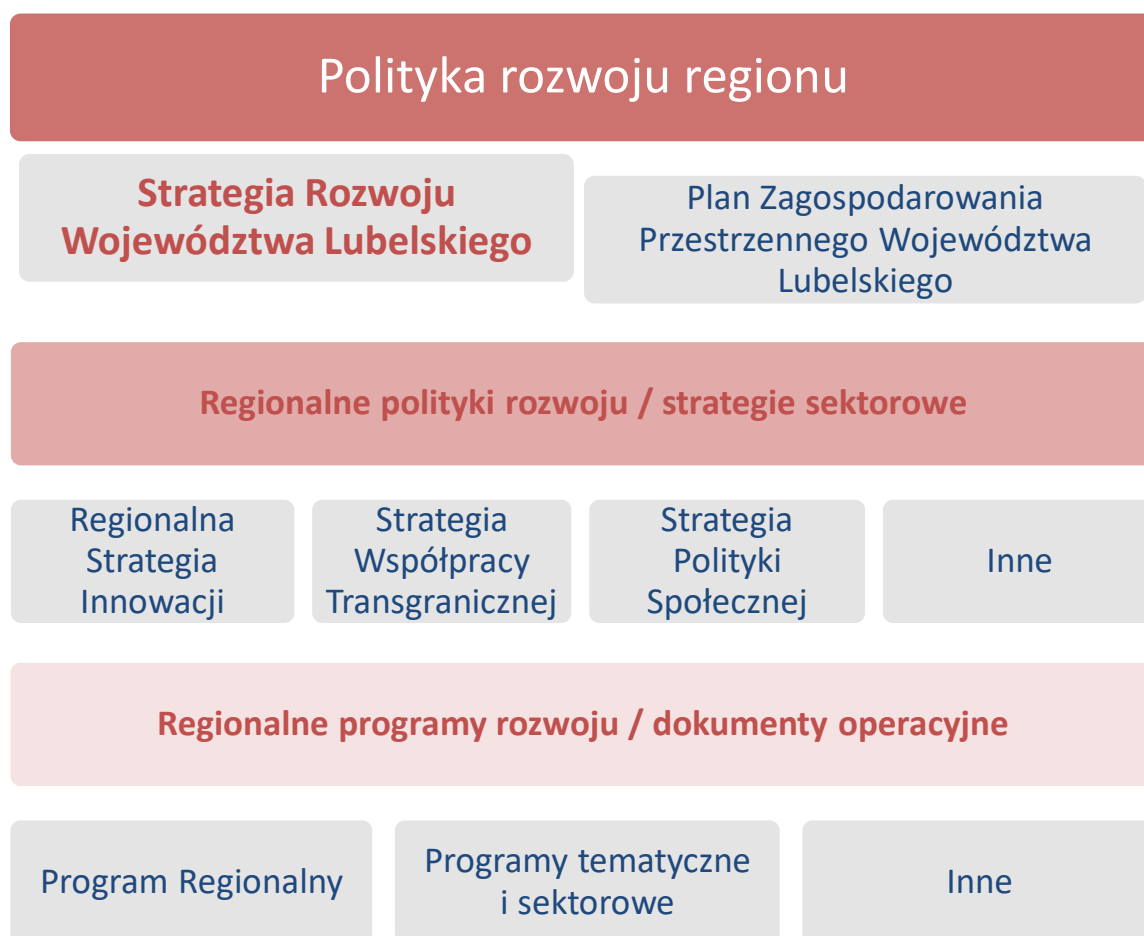 Polityka rozwoju regionu
Strategia Rozwoju
Województwa Lubelskiego
Plan Zagospodarowania
Przestrzennego Województwa
Lubelskiego
Regionalne polityki rozwoju / strategie sektorowe
Regionalna
Strategia
Innowacji
Strategia
Współpracy
Transgranicznej
Strategia
Polityki
Społecznej
Inne
Regionalne programy rozwoju / dokumenty operacyjne
Program Regionalny
Programy tematyczne
i sektorowe
Inne